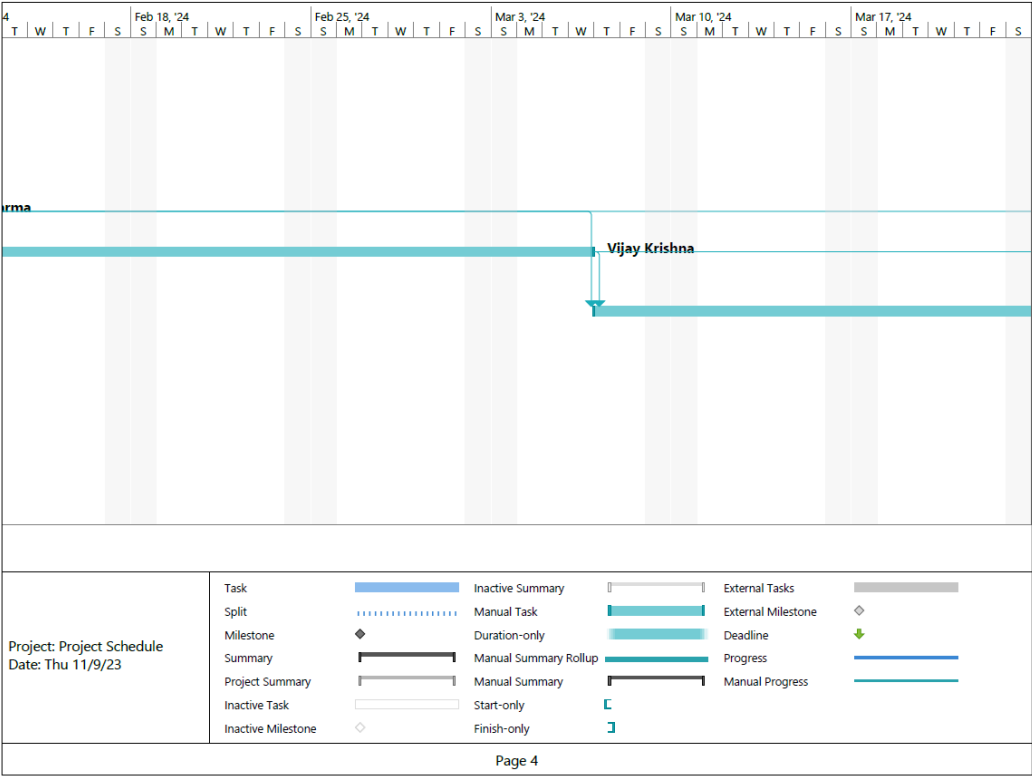 4 Feb 18, '24 Feb 25, '24 Mar 3, '24 Mar 10, '24 Mar 17, '24
T W T F S S M T W T F S S M T W T F S S M T W T F S S M T W T F S S M T W T F S
arma
Vijay Krishna
Project: Project Schedule
Date: Thu 11/9/23
Task
Split
Milestone
Summary
Project Summary
Inactive Task
Inactive Milestone
Inactive Summary
Manual Task
Duration-only
Manual Summary Rollup
Manual Summary
Start-only
Finish-only
External Tasks
External Milestone
Deadline
Progress
Manual Progress
Page 4